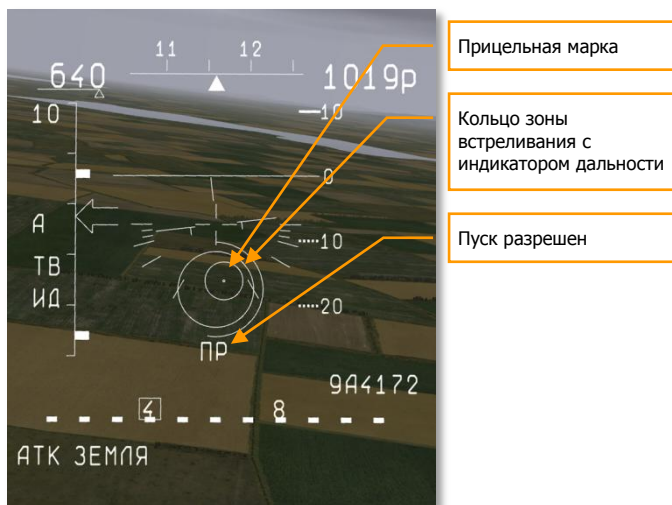 11 12
640
1019р
10
10
0
А
10
ТВ
ИД
20
ПР
9А4172
4 8
АТК ЗЕМЛЯ
Прицельная марка
Кольцо зоны
встреливания с
индикатором дальности
Пуск разрешен